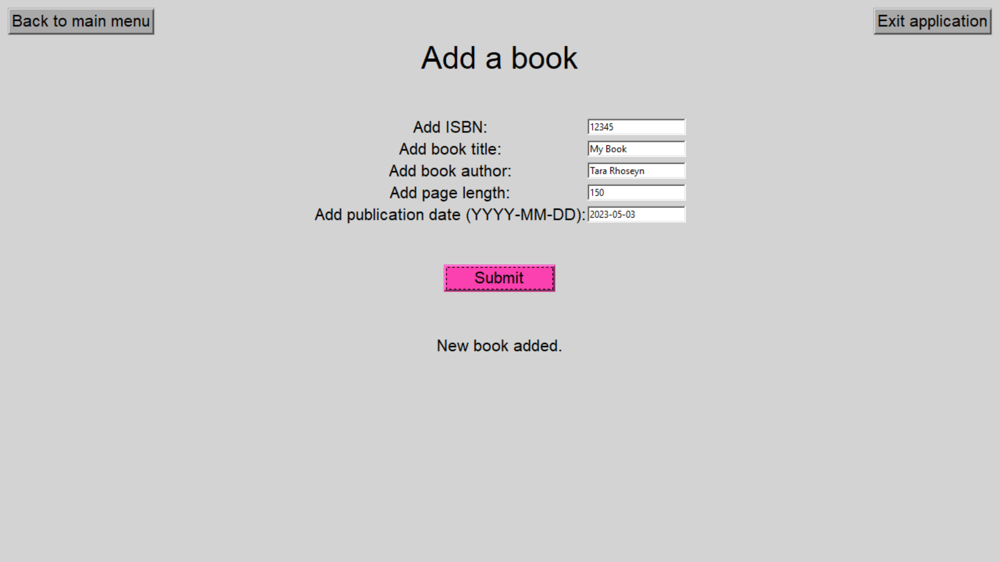 Back to main menu
Exit application
Add a book
Add ISBN: 12345
Add book title: My Book
Add book author: Tara Rhoseyn
Add page length: 150
Add publication date (YYYY-MM-DD): 2023-05-03
Submit
New book added.